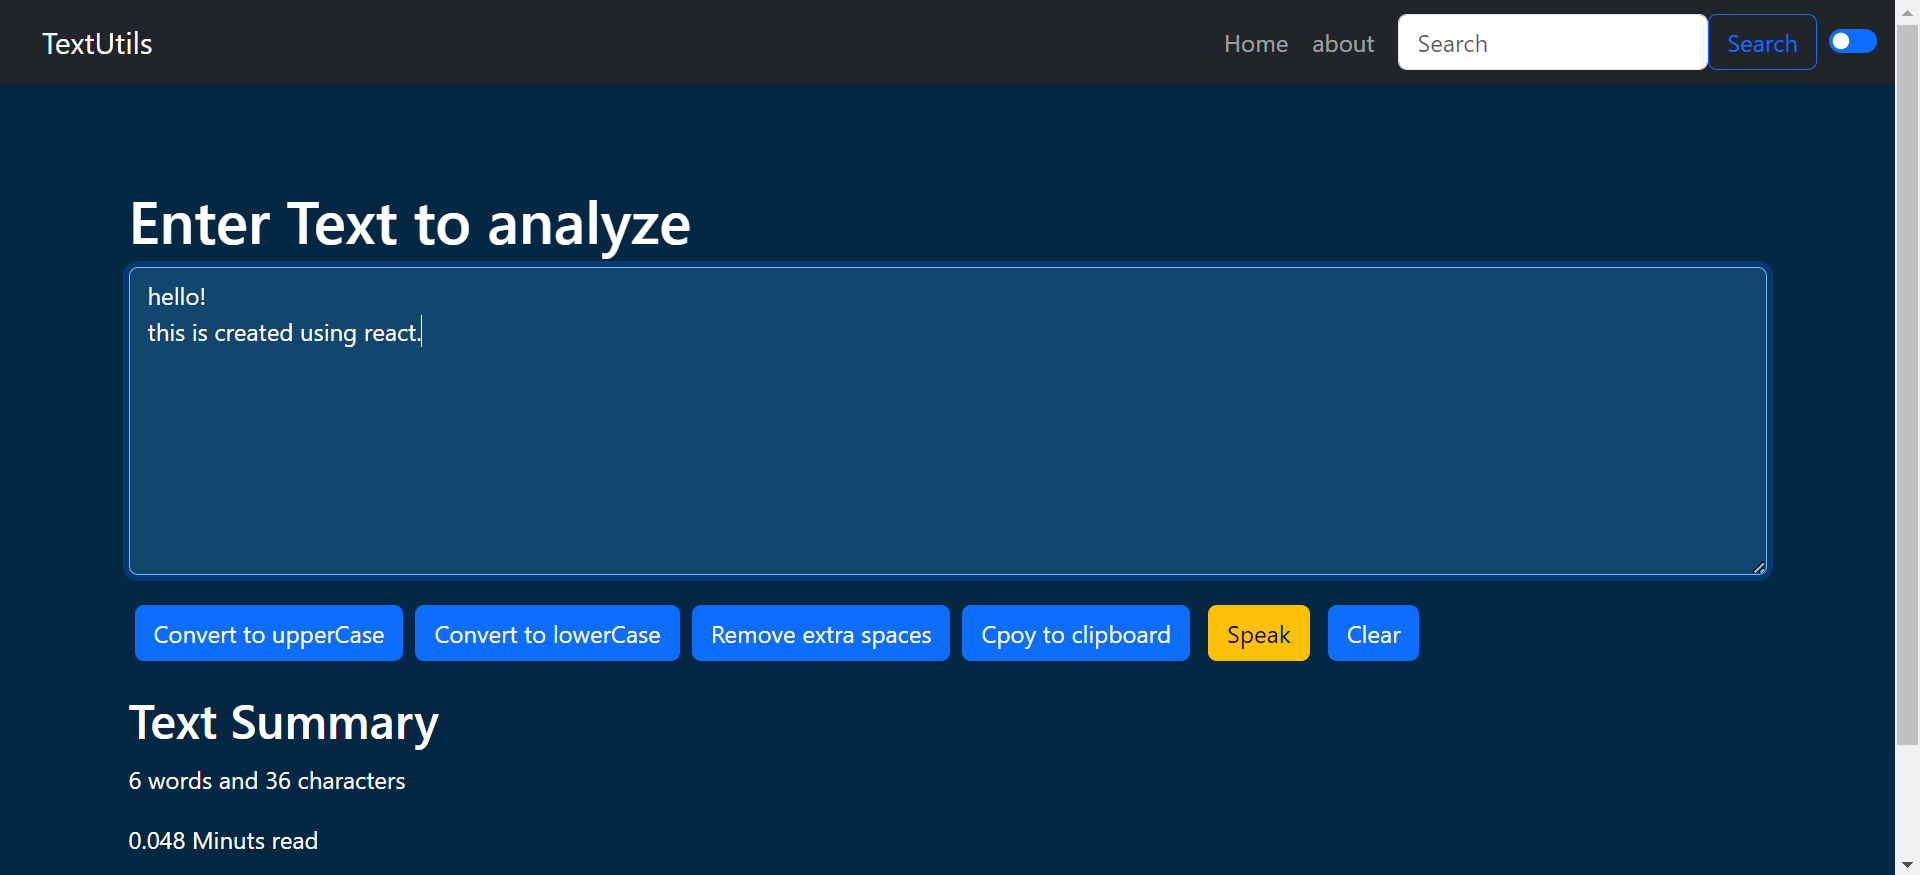 TextUtils Home about Search Search
Enter Text to analyze
hello!
this is created using react.
Convert to upperCase Convert to lowerCase Remove extra spaces Cpoy to clipboard Speak Clear
Text Summary
6 words and 36 characters
0.048 Minuts read